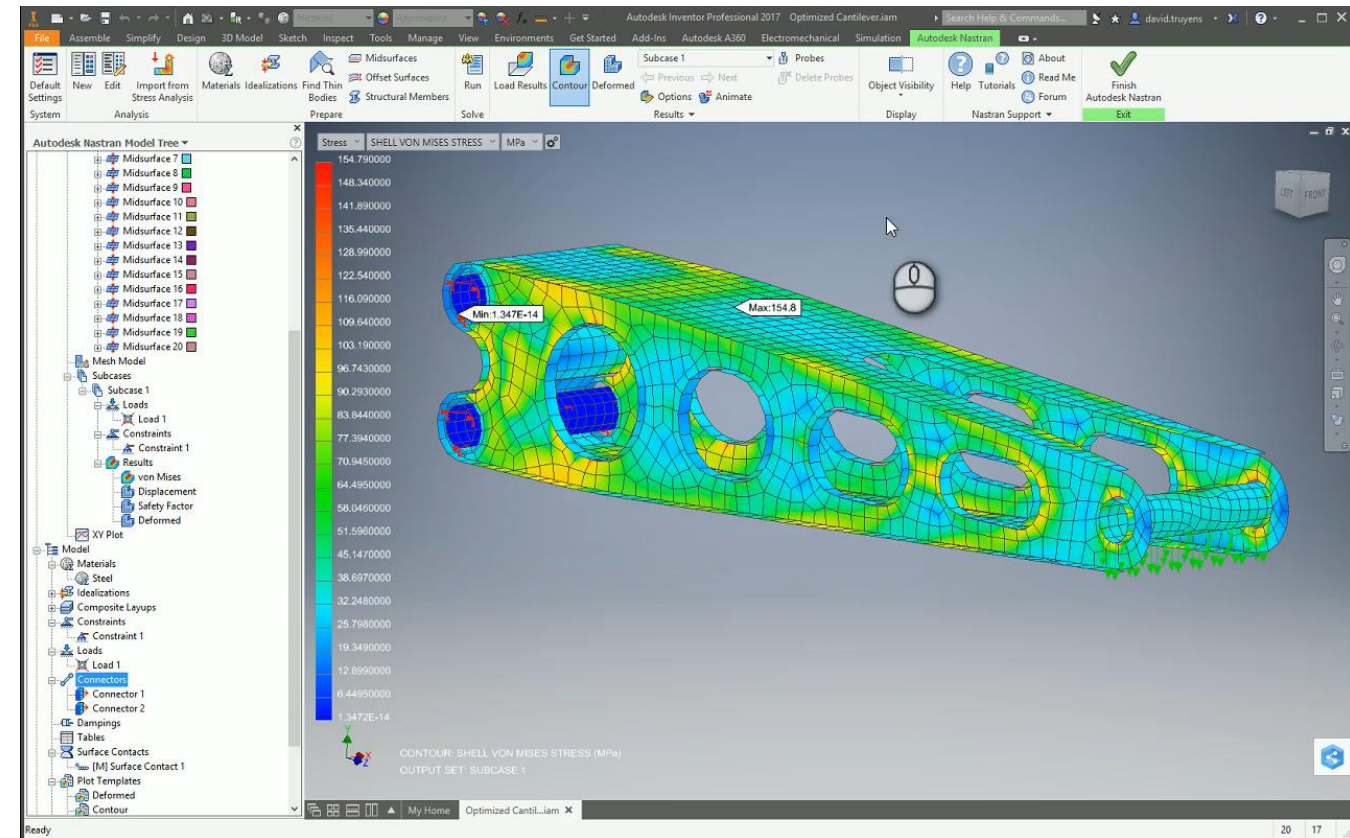 Material Appearance
Autodesk Inventor Professional 2017 Optimized Cantilever.iam
Search Help & Commands...
david.truyens
File Assemble Simplify Design 3D Model Sketch Inspect Tools Manage View Environments Get Started Add-Ins Autodesk A360 Electromechanical Simulation Autodesk Nastran
Default Settings
New
Edit
Import from Stress Analysis
Materials
Idealizations
Find Thin Bodies
Midsurfaces
Offset Surfaces
Structural Members
Run
Load Results
Contour
Deformed
Subcase 1
Previous
Next
Options
Animate
Probes
Delete Probes
Object Visibility
Help
Tutorials
About
Read Me
Forum
Finish Autodesk Nastran
System Analysis Prepare Solve Results Display Nastran Support Exit
Autodesk Nastran Model Tree
Midsurface 7
Midsurface 8
Midsurface 9
Midsurface 10
Midsurface 11
Midsurface 12
Midsurface 13
Midsurface 14
Midsurface 15
Midsurface 16
Midsurface 17
Midsurface 18
Midsurface 19
Midsurface 20
Mesh Model
Subcases
Subcase 1
Loads
Load 1
Constraints
Constraint 1
Results
von Mises
Displacement
Safety Factor
Deformed
XY Plot
Model
Materials
Steel
Idealizations
Composite Layups
Constraints
Constraint 1
Loads
Load 1
Connectors
Connector 1
Connector 2
Dampings
Tables
Surface Contacts
[M] Surface Contact 1
Plot Templates
Deformed
Contour
Stress SHELL VON MISES STRESS MPa
154.790000
148.340000
141.890000
135.440000
128.990000
122.540000
116.090000
109.640000
103.190000
96.7430000
90.2930000
83.8440000
77.3940000
70.9450000
64.4950000
58.0460000
51.5960000
45.1470000
38.6970000
32.2480000
25.7980000
19.3490000
12.8990000
6.44950000
1.3472E-14
Min:1.347E-14
Max:154.8
LEFT FRONT
Y
X
Z
CONTOUR: SHELL VON MISES STRESS (MPa)
OUTPUT SET: SUBCASE 1
My Home Optimized Cantil...iam
Ready
20 17